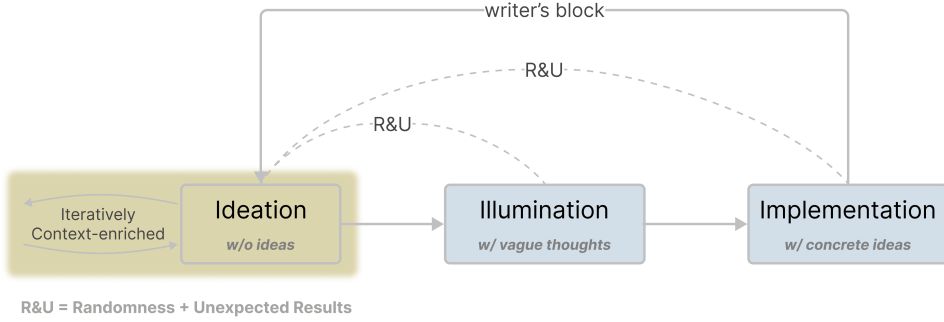 writer's block
R&U
R&U
Ideation
w/o ideas
Illumination
w/ vague thoughts
Implementation
w/ concrete ideas
Iteratively
Context-enriched
R&U = Randomness + Unexpected Results